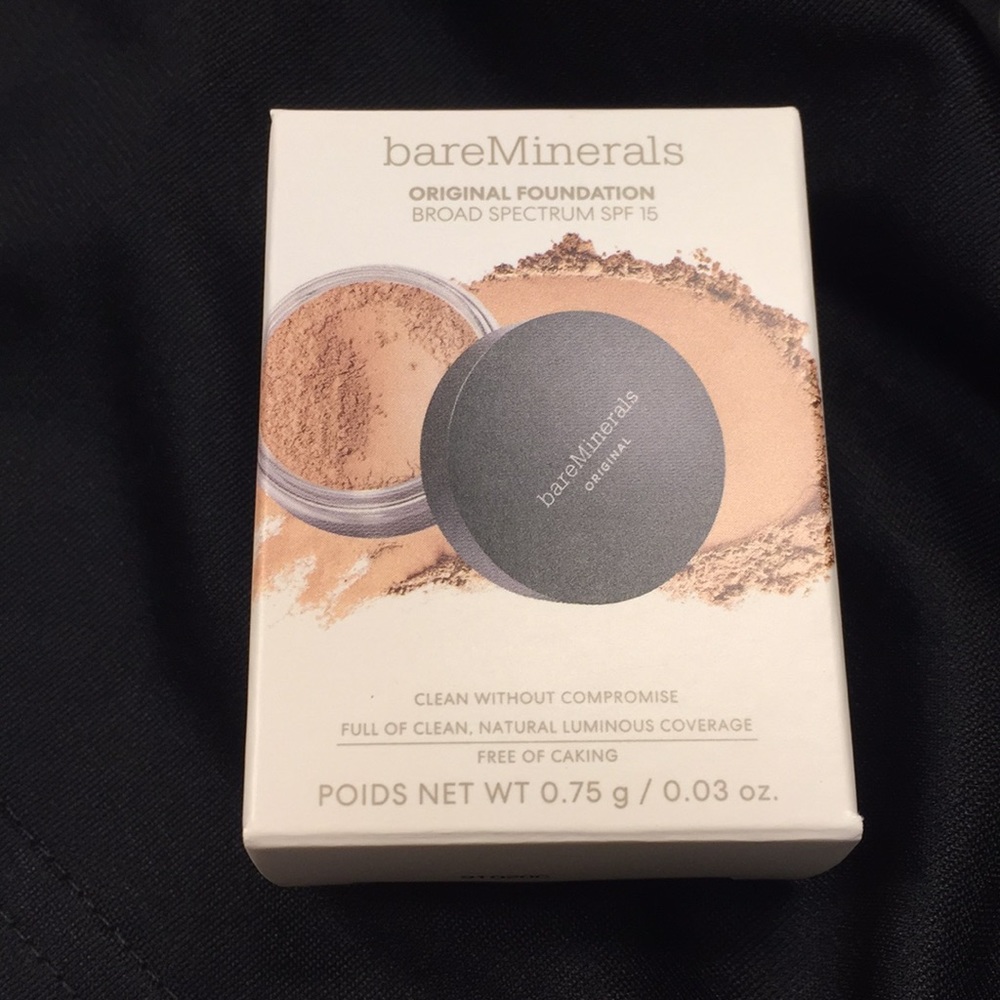 bareMinerals
ORIGINAL FOUNDATION
BROAD SPECTRUM SPF 15
bareMinerals
ORIGINAL
CLEAN WITHOUT COMPROMISE
FULL OF CLEAN, NATURAL LUMINOUS COVERAGE
FREE OF CAKING
POIDS NET WT 0.75 g / 0.03 oz.